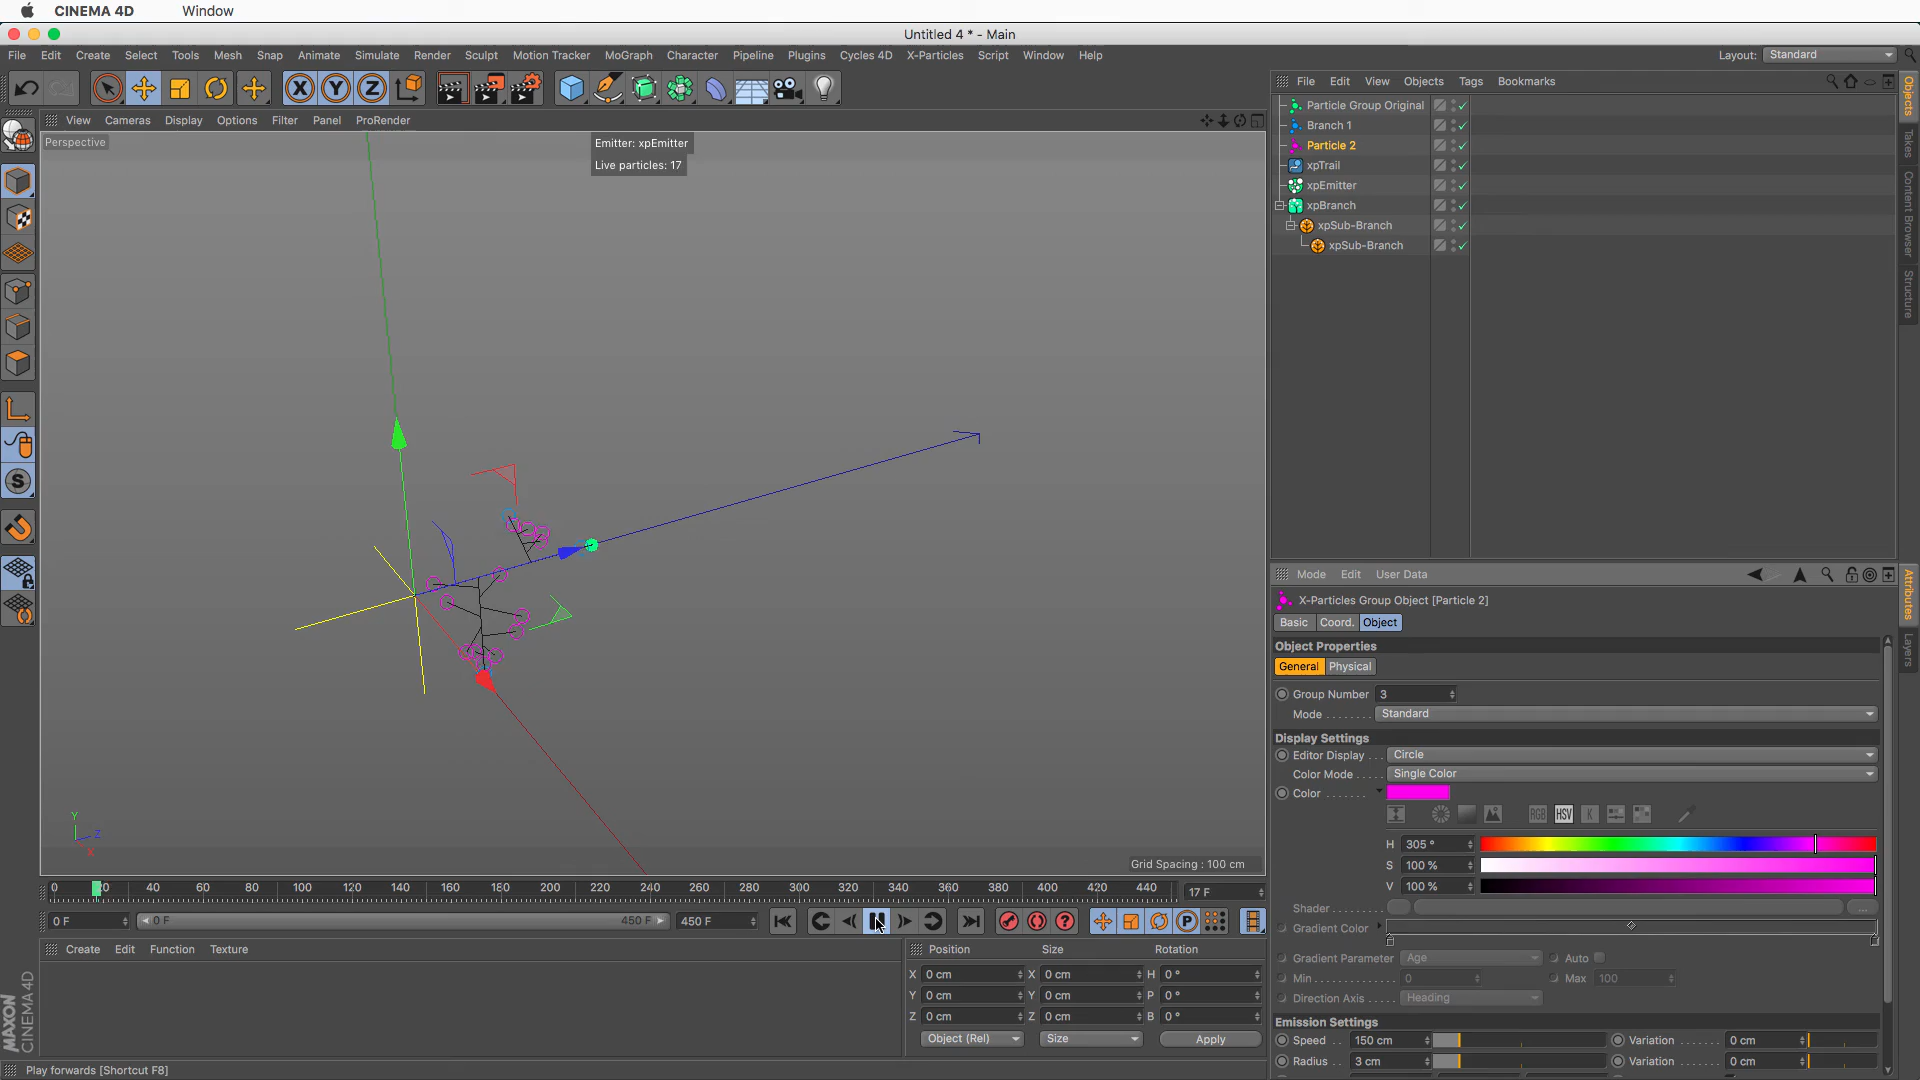 CINEMA 4D Window
Untitled 4 * - Main
File Edit Create Select Tools Mesh Snap Animate Simulate Render Sculpt Motion Tracker MoGraph Character Pipeline Plugins Cycles 4D X-Particles Script Window Help Layout: Standard
X Y Z
File Edit View Objects Tags Bookmarks
View Cameras Display Options Filter Panel ProRender
Perspective
Emitter: xpEmitter
Live particles: 17
Particle Group Original
Branch 1
Particle 2
xpTrail
xpEmitter
xpBranch
xpSub-Branch
xpSub-Branch
Objects
Takes
Content Browser
Structure
S
Y
Z
X
Grid Spacing : 100 cm
Mode Edit User Data
X-Particles Group Object [Particle 2]
Basic Coord. Object
Object Properties
General Physical
Group Number 3
Mode Standard
Display Settings
Editor Display Circle
Color Mode Single Color
Color
RGB HSV K
H 305 °
S 100 %
V 100 %
Shader ...
Gradient Color
Gradient Parameter Age Auto
Min 0 Max 100
Direction Axis Heading
Emission Settings
Speed 150 cm Variation 0 cm
Radius 3 cm Variation 0 cm
Attributes
Layers
0 20 40 60 80 100 120 140 160 180 200 220 240 260 280 300 320 340 360 380 400 420 440 17 F
0 F 0 F 450 F 450 F P
Create Edit Function Texture
Position Size Rotation
X 0 cm X 0 cm H 0 °
Y 0 cm Y 0 cm P 0 °
Z 0 cm Z 0 cm B 0 °
Object (Rel) Size Apply
MAXON
CINEMA 4D
Play forwards [Shortcut F8]